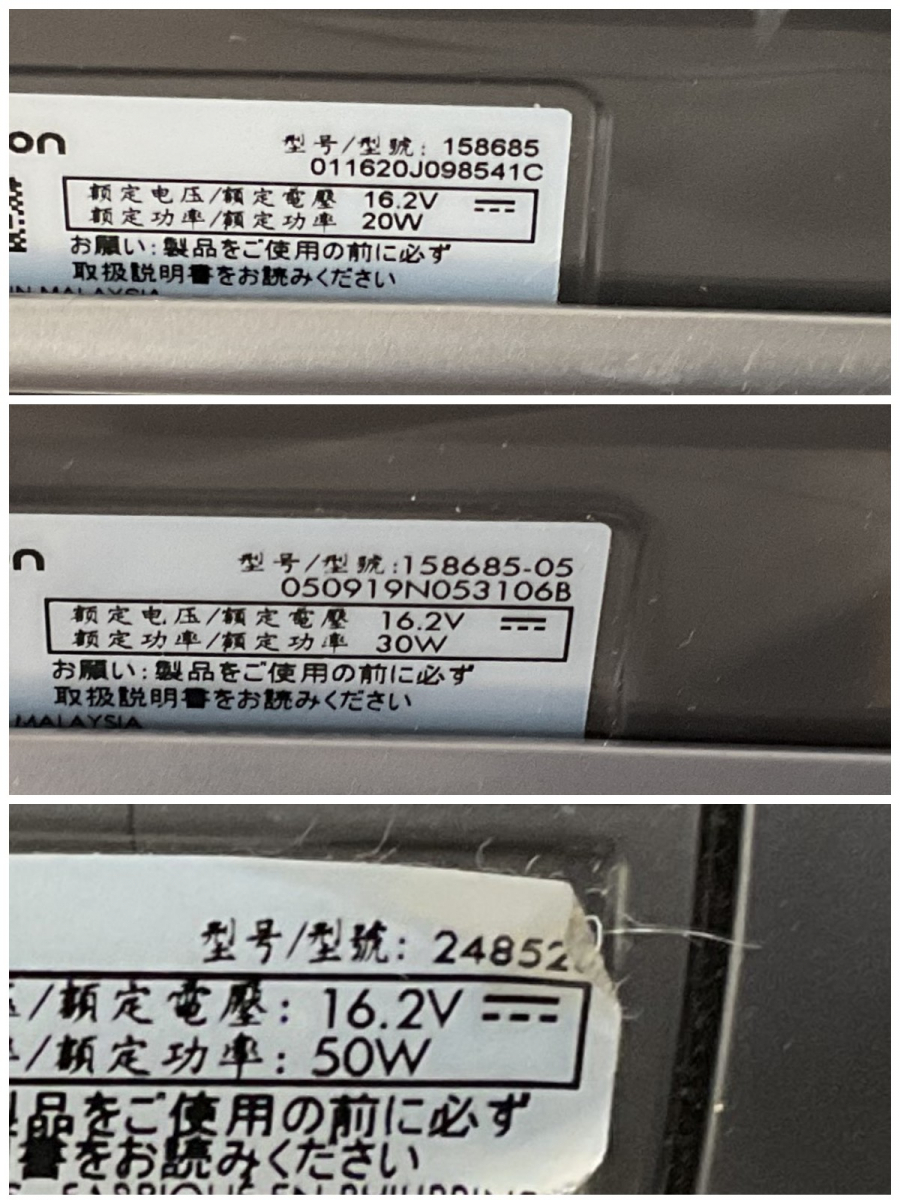 on
型号/型號: 158685
011620J098541C
额定电压/額定電壓 16.2V
额定功率/額定功率 20W
お願い:製品をご使用の前に必ず
取扱説明書をお読みください
IN MALAYSIA
n
型号/型號:158685-05
050919N053106B
额定电压/額定電壓 16.2V
额定功率/額定功率 30W
お願い:製品をご使用の前に必ず
取扱説明書をお読みください
MALAYSIA
型号/型號: 24852
/額定電壓: 16.2V
/額定功率: 50W
品をご使用の前に必ず
書をお読みください